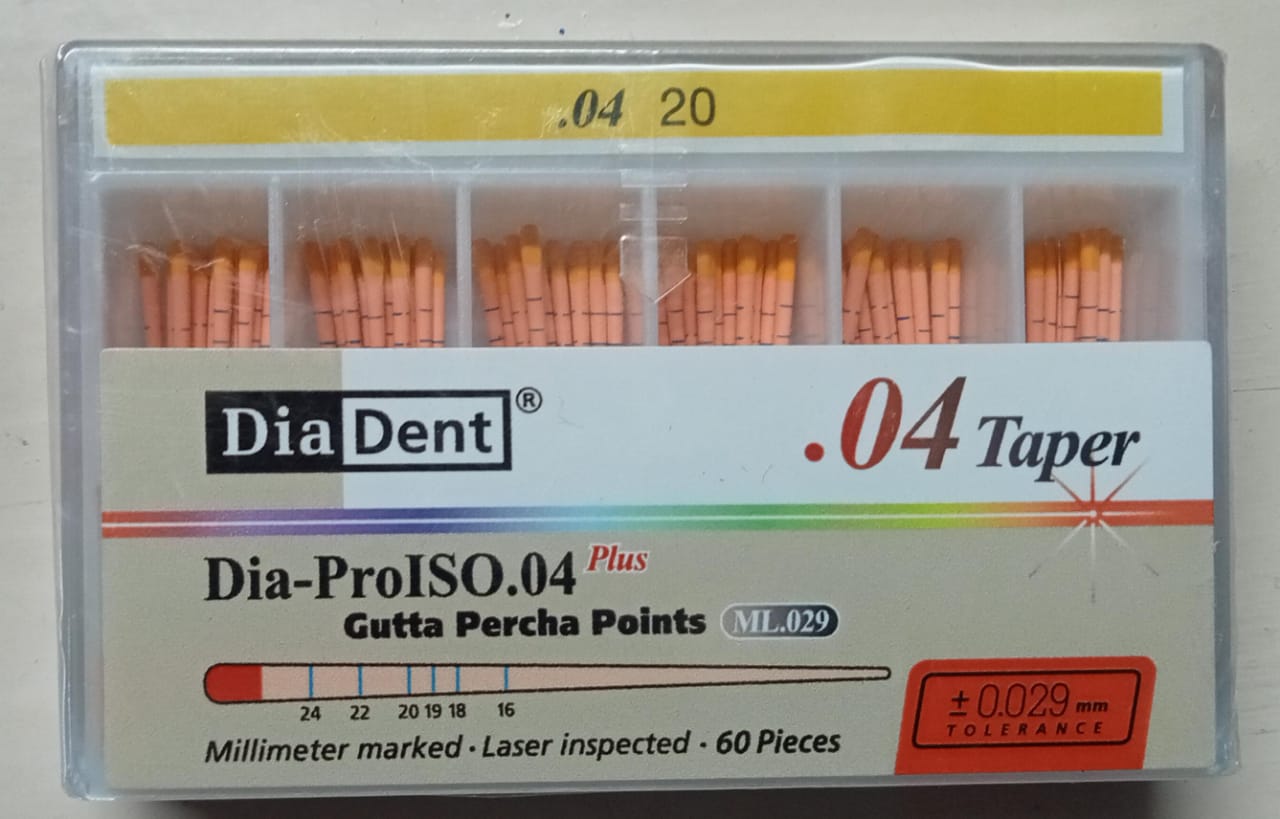 .04 20
DiaDent®
.04 Taper
Dia-ProISO.04 Plus
Gutta Percha Points ML.029
24 22 20 19 18 16
Millimeter marked · Laser inspected · 60 Pieces
± 0.029 mm
TOLERANCE